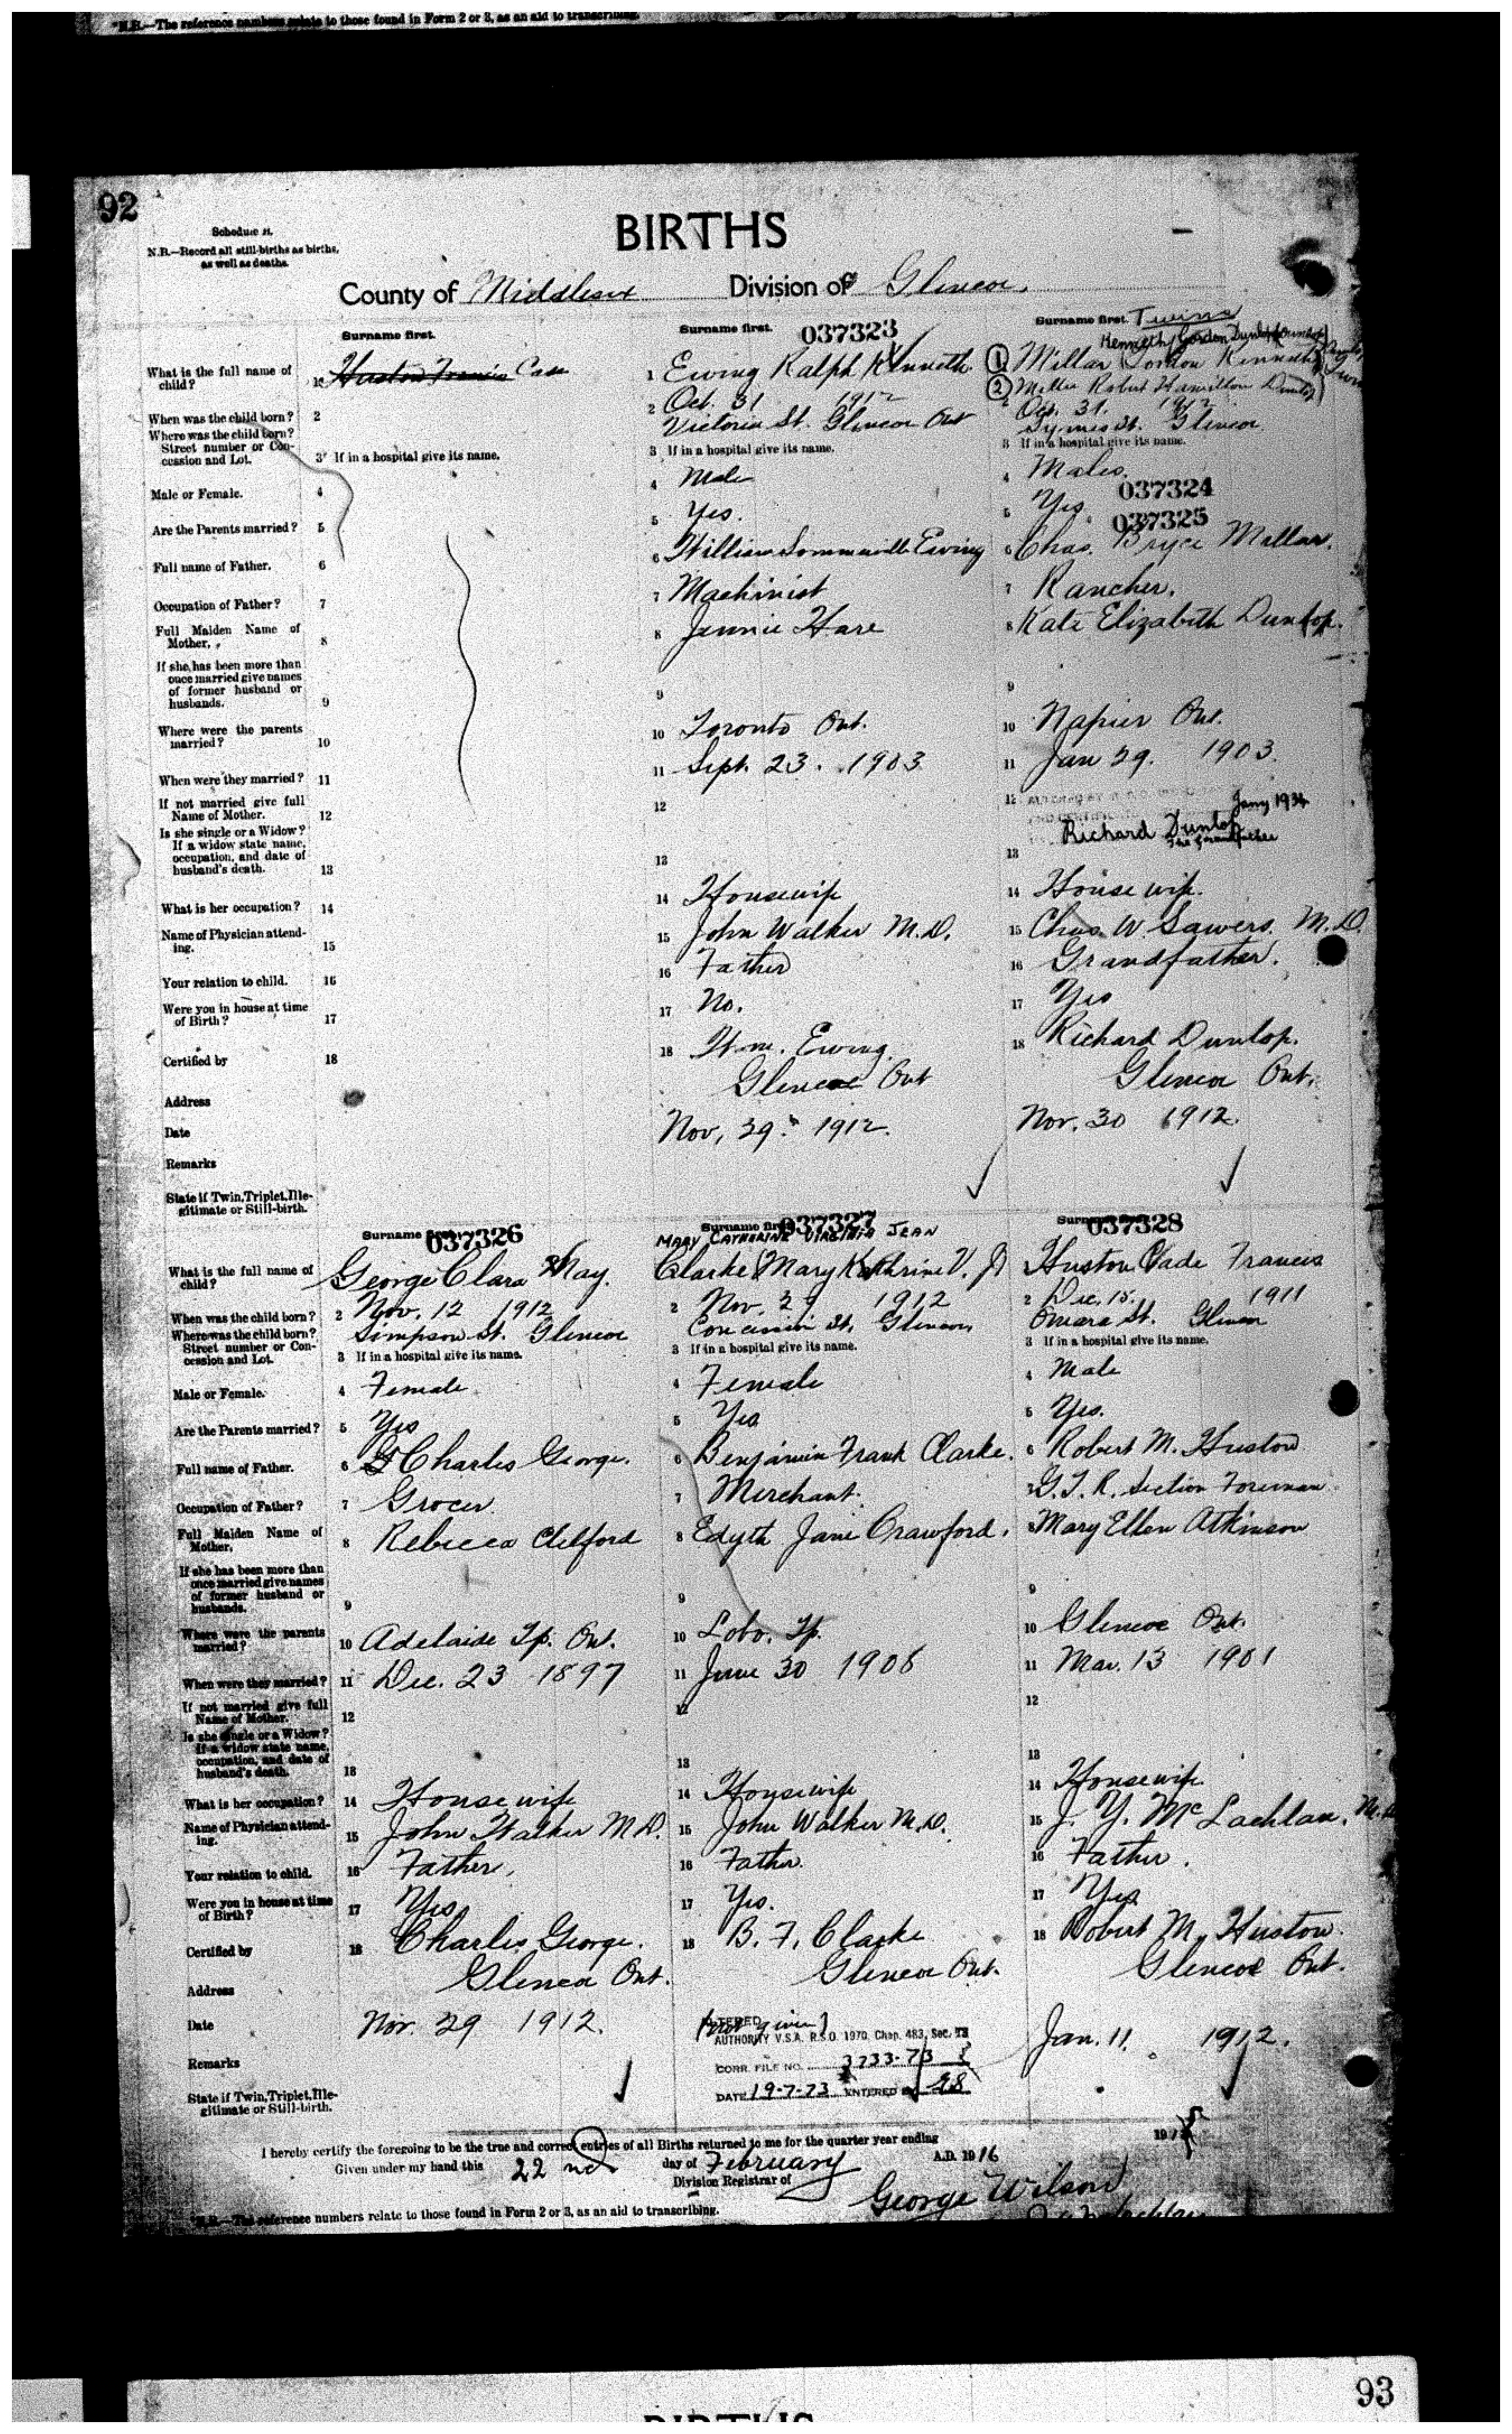 *N.B.—The reference numbers relate to those found in Form 2 or 3, as an aid to transcribing.
92
Schedule
N.B.—Record all still-births as births, as well as deaths.
BIRTHS
County of Middlesex Division of Glencoe.
Surname first.
What is the full name of child? 1
Huston Francis Case
When was the child born? 2
Where was the child born? Street number or Concession and Lot. 3 If in a hospital give its name.
Male or Female. 4
Are the Parents married? 5
Full name of Father. 6
Occupation of Father? 7
Full Maiden Name of Mother. 8
If she has been more than once married give names of former husband or husbands. 9
Where were the parents married? 10
When were they married? 11
If not married give full Name of Mother. 12
Is she single or a Widow? If a widow state name, occupation, and date of husband's death. 13
What is her occupation? 14
Name of Physician attending. 15
Your relation to child. 16
Were you in house at time of Birth? 17
Certified by 18
Address
Date
Remarks
State if Twin, Triplet, Illegitimate or Still-birth.
Surname first. 037323
1 Ewing Ralph Kenneth
2 Oct. 31 1912
Victoria St. Glencoe Ont
3 If in a hospital give its name.
4 Male
5 Yes.
6 William Sommerville Ewing
7 Machinist
8 Jennie Hare
9
10 Toronto Ont.
11 Sept. 23. 1903
12
13
14 Housewife
15 John Walker M.D.
16 Father
17 No.
18 Wm. Ewing
Glencoe Ont
Nov, 29th 1912.
Surname first. Twins
Kenneth Gordon Dunlop (Dunlop)
1 Millar Gordon Kenneth
2 Millar Robert Hamilton Dunlop
2 Oct. 31. 1912
Symes St. Glencoe
3 If in a hospital give its name.
4 Males.
037324
5 Yes.
037325
6 Chas. Bryce Millar.
7 Rancher.
8 Kate Elizabeth Dunlop.
9
10 Napier Ont.
11 Jan 29. 1903.
12
Jany 1934
Richard Dunlop
the grandfather
13
14 Housewife.
15 Chas. W. Sawers. M.D.
16 Grandfather.
17 Yes
18 Richard Dunlop.
Glencoe Ont.
Nov. 30 1912.
Surname first. 037326
What is the full name of child?
George Clara May.
When was the child born? 2 Nov. 12 1912
Where was the child born? Street number or Concession and Lot.
Simpson St. Glencoe
3 If in a hospital give its name.
Male or Female. 4 Female
Are the Parents married? 5 Yes
Full name of Father. 6 Charles George.
Occupation of Father? 7 Grocer.
Full Maiden Name of Mother. 8 Rebecca Clelford
If she has been more than once married give names of former husband or husbands. 9
Where were the parents married? 10 Adelaide Tp. Ont.
When were they married? 11 Dec. 23 1897
If not married give full Name of Mother. 12
Is she single or a Widow? If a widow state name, occupation, and date of husband's death. 13
What is her occupation? 14 Housewife
Name of Physician attending. 15 John Walker M.D.
Your relation to child. 16 Father.
Were you in house at time of Birth? 17 Yes
Certified by 18 Charles George.
Address Glencoe Ont.
Date Nov. 29 1912.
Remarks
State if Twin, Triplet, Illegitimate or Still-birth.
Surname first 037327
MARY CATHERINE VIRGINIA JEAN
Clarke (Mary Kathrine V. J)
2 Nov. 29 1912
Concession St, Glencoe
3 If in a hospital give its name.
4 Female
5 Yes
6 Benjamin Frank Clarke.
7 Merchant.
8 Edyth Jane Crawford.
9
10 Lobo. Tp.
11 June 30 1908
12
13
14 Housewife
15 John Walker M.D.
16 Father.
17 Yes.
18 B. F. Clarke
Glencoe Ont.
(not given)
ALTERED
AUTHORITY V.S.A. R.S.O. 1970, Chap. 483, Sec.
CORR. FILE NO. 3733-73
DATE 19-7-73 ENTERED BY 28
Surname first 037328
Huston Cade Francis
2 Dec. 15. 1911
Omara St. Glencoe
3 If in a hospital give its name.
4 Male
5 Yes.
6 Robert M. Huston
7 G.T.R. Section Foreman
8 Mary Ellen Atkinson
9
10 Glencoe Ont.
11 Mar. 13 1901
12
13
14 Housewife.
15 J. Y. McLachlan. M.D.
16 Father.
17 Yes
18 Robert M. Huston.
Glencoe Ont.
Jan. 11. 1912.
I hereby certify the foregoing to be the true and correct entries of all Births returned to me for the quarter year ending 191
Given under my hand this 22nd day of February A.D. 1916
Division Registrar of
George Wilson
N.B.—The reference numbers relate to those found in Form 2 or 3, as an aid to transcribing.
93
BIRTHS